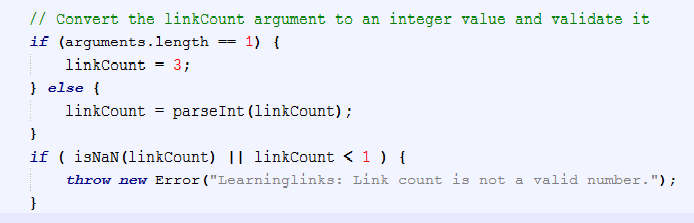 // Convert the linkCount argument to an integer value and validate it
if (arguments.length == 1) {
linkCount = 3;
} else {
linkCount = parseInt(linkCount);
}
if ( isNaN(linkCount) || linkCount < 1 ) {
throw new Error("Learninglinks: Link count is not a valid number.");
}